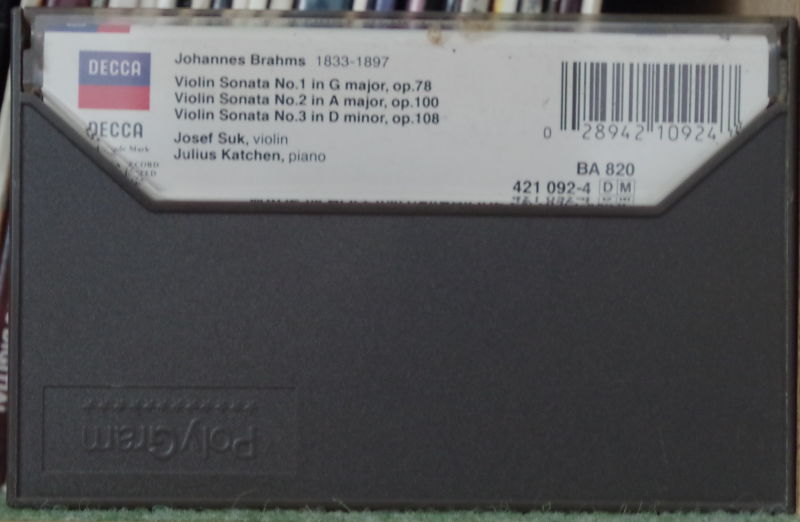 DECCA
DECCA
Johannes Brahms 1833-1897
Violin Sonata No.1 in G major, op.78
Violin Sonata No.2 in A major, op.100
Violin Sonata No.3 in D minor, op.108
Josef Suk, violin
Julius Katchen, piano
0 28942 10924
BA 820
421 092-4 D M
PolyGram